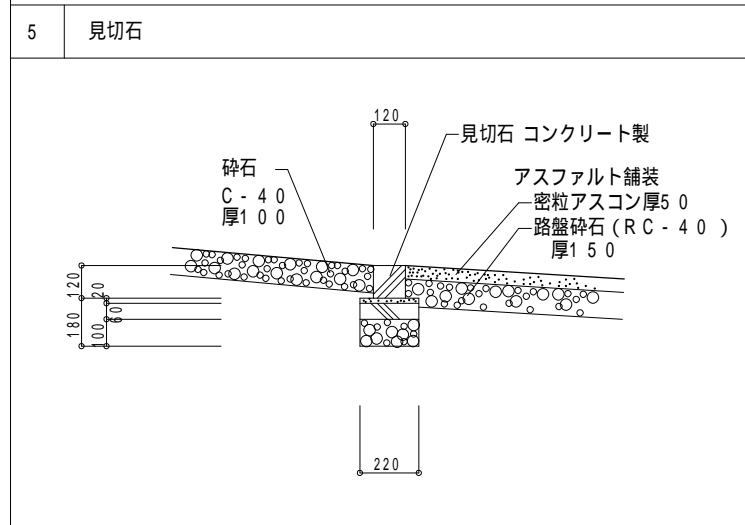 5 見切石
120
見切石 コンクリート製
砕石
C-40
厚100
アスファルト舗装
密粒アスコン厚50
路盤砕石(RC-40)
厚150
120
20
60
180
100
220